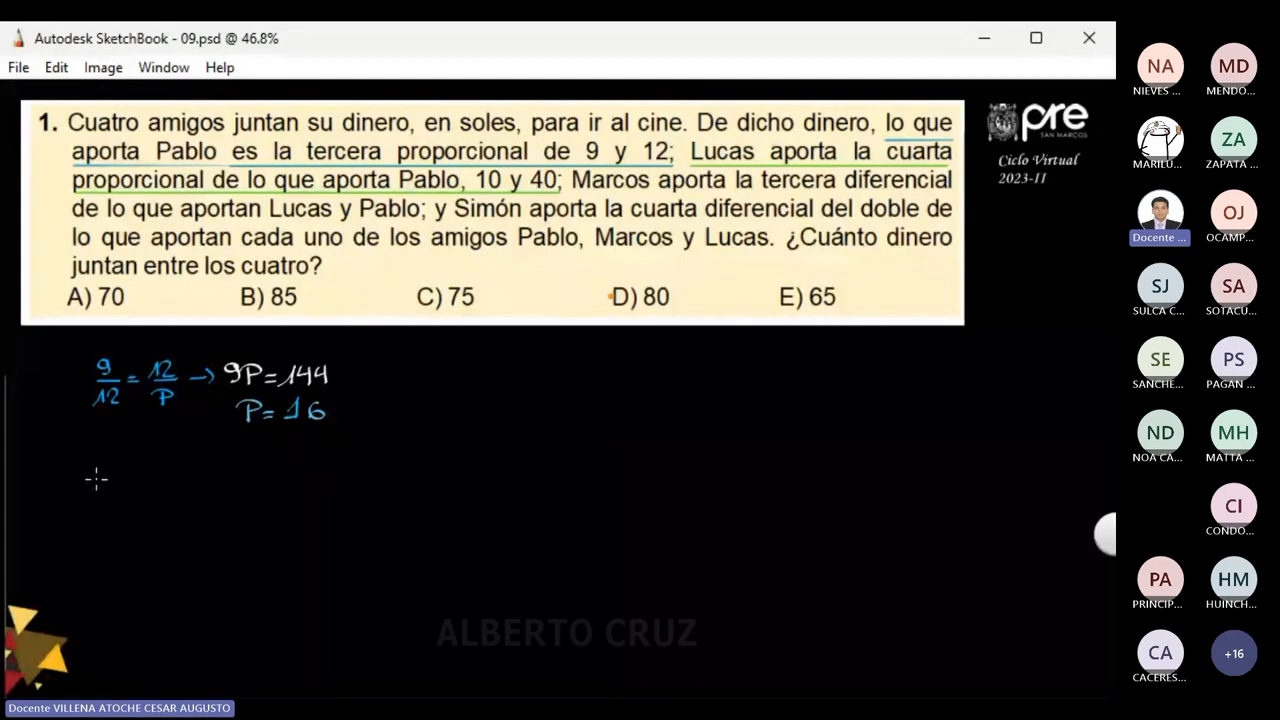 Autodesk SketchBook - 09.psd @ 46.8%
File Edit Image Window Help
1. Cuatro amigos juntan su dinero, en soles, para ir al cine. De dicho dinero, lo que
aporta Pablo es la tercera proporcional de 9 y 12; Lucas aporta la cuarta
proporcional de lo que aporta Pablo, 10 y 40; Marcos aporta la tercera diferencial
de lo que aportan Lucas y Pablo; y Simón aporta la cuarta diferencial del doble de
lo que aportan cada uno de los amigos Pablo, Marcos y Lucas. ¿Cuánto dinero
juntan entre los cuatro?
A) 70 B) 85 C) 75 D) 80 E) 65
pre
SAN MARCOS
Ciclo Virtual
2023-II
9/12 = 12/P → 9P=144
P=16
ALBERTO CRUZ
Docente VILLENA ATOCHE CESAR AUGUSTO
NA MD
NIEVES ... MENDO...
ZA
MARILÚ... ZAPATA ...
OJ
Docente ... OCAMP...
SJ SA
SULCA C... SOTACU...
SE PS
SANCHE... PAGAN ...
ND MH
NOA CA... MATTA ...
CI
CONDO...
PA HM
PRINCIP... HUINCH...
CA +16
CACERES...